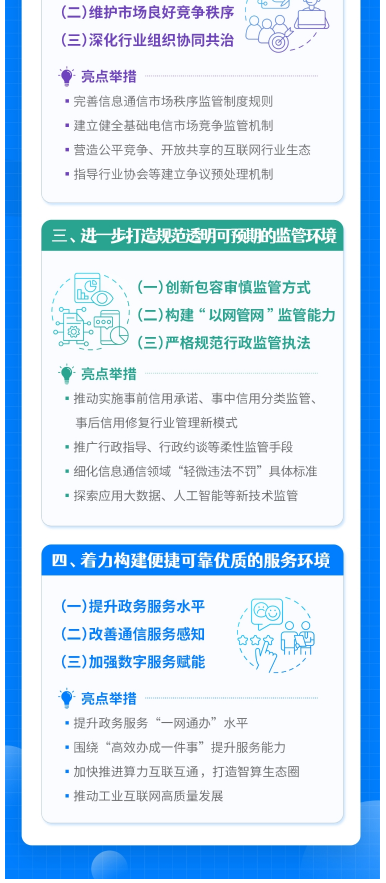 (二)维护市场良好竞争秩序
(三)深化行业组织协同共治
亮点举措
完善信息通信市场秩序监管制度规则
建立健全基础电信市场竞争监管机制
营造公平竞争、开放共享的互联网行业生态
指导行业协会等建立争议预处理机制
三、进一步打造规范透明可预期的监管环境
(一)创新包容审慎监管方式
(二)构建“以网管网”监管能力
(三)严格规范行政监管执法
亮点举措
推动实施事前信用承诺、事中信用分类监管、
事后信用修复行业管理新模式
推广行政指导、行政约谈等柔性监管手段
细化信息通信领域“轻微违法不罚”具体标准
探索应用大数据、人工智能等新技术监管
四、着力构建便捷可靠优质的服务环境
(一)提升政务服务水平
(二)改善通信服务感知
(三)加强数字服务赋能
亮点举措
提升政务服务“一网通办”水平
围绕“高效办成一件事”提升服务能力
加快推进算力互联互通，打造智算生态圈
推动工业互联网高质量发展